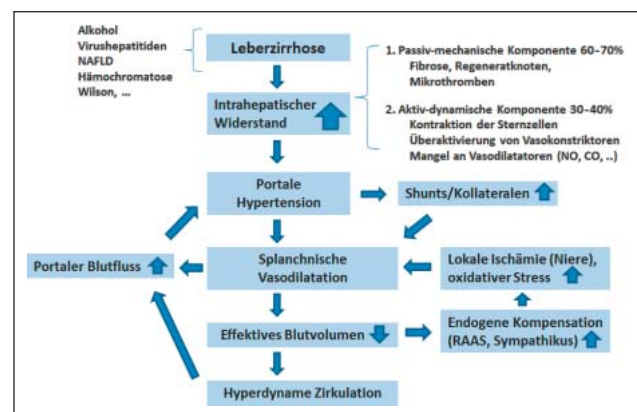 Alkohol
Virushepatitiden
NAFLD
Hämochromatose
Wilson, ...
Leberzirrhose
Intrahepatischer
Widerstand
1. Passiv-mechanische Komponente 60-70%
Fibrose, Regeneratknoten,
Mikrothromben
2. Aktiv-dynamische Komponente 30-40%
Kontraktion der Sternzellen
Überaktivierung von Vasokonstriktoren
Mangel an Vasodilatatoren (NO, CO, ..)
Portale
Hypertension
Shunts/Kollateralen
Portaler Blutfluss
Splanchnische
Vasodilatation
Lokale Ischämie (Niere),
oxidativer Stress
Effektives Blutvolumen
Endogene Kompensation
(RAAS, Sympathikus)
Hyperdyname Zirkulation